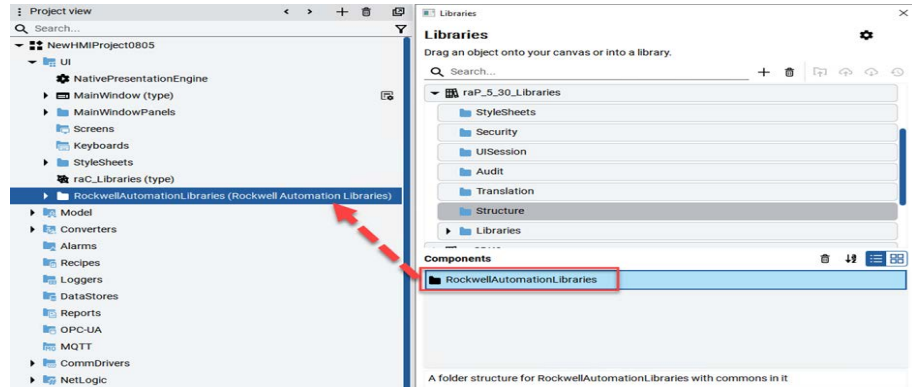 Project view
Search...
NewHMIProject0805
UI
NativePresentationEngine
MainWindow (type)
MainWindowPanels
Screens
Keyboards
StyleSheets
raC_Libraries (type)
RockwellAutomationLibraries (Rockwell Automation Libraries)
Model
Converters
Alarms
Recipes
Loggers
DataStores
Reports
OPC-UA
MQTT
CommDrivers
NetLogic
Libraries
Libraries
Drag an object onto your canvas or into a library.
Search...
raP_5_30_Libraries
StyleSheets
Security
UISession
Audit
Translation
Structure
Libraries
Components
RockwellAutomationLibraries
A folder structure for RockwellAutomationLibraries with commons in it